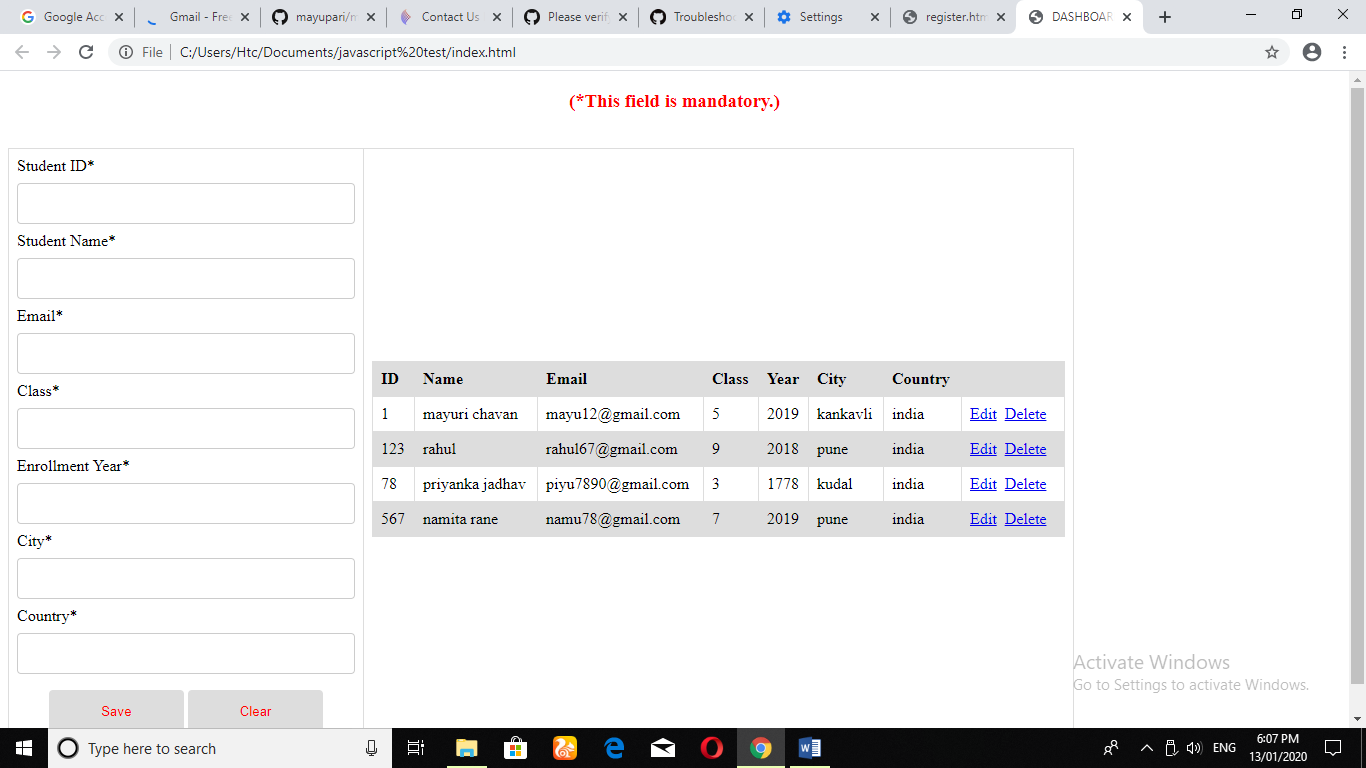 Google Acc
Gmail - Free
mayupari/m
Contact Us
Please verif
Troubleshoo
Settings
register.htm
DASHBOAR
File C:/Users/Htc/Documents/javascript%20test/index.html
(*This field is mandatory.)
Student ID*
Student Name*
Email*
Class*
Enrollment Year*
City*
Country*
Save Clear
ID Name Email Class Year City Country
1 mayuri chavan mayu12@gmail.com 5 2019 kankavli india Edit Delete
123 rahul rahul67@gmail.com 9 2018 pune india Edit Delete
78 priyanka jadhav piyu7890@gmail.com 3 1778 kudal india Edit Delete
567 namita rane namu78@gmail.com 7 2019 pune india Edit Delete
Activate Windows
Go to Settings to activate Windows.
Type here to search
ENG
6:07 PM
13/01/2020